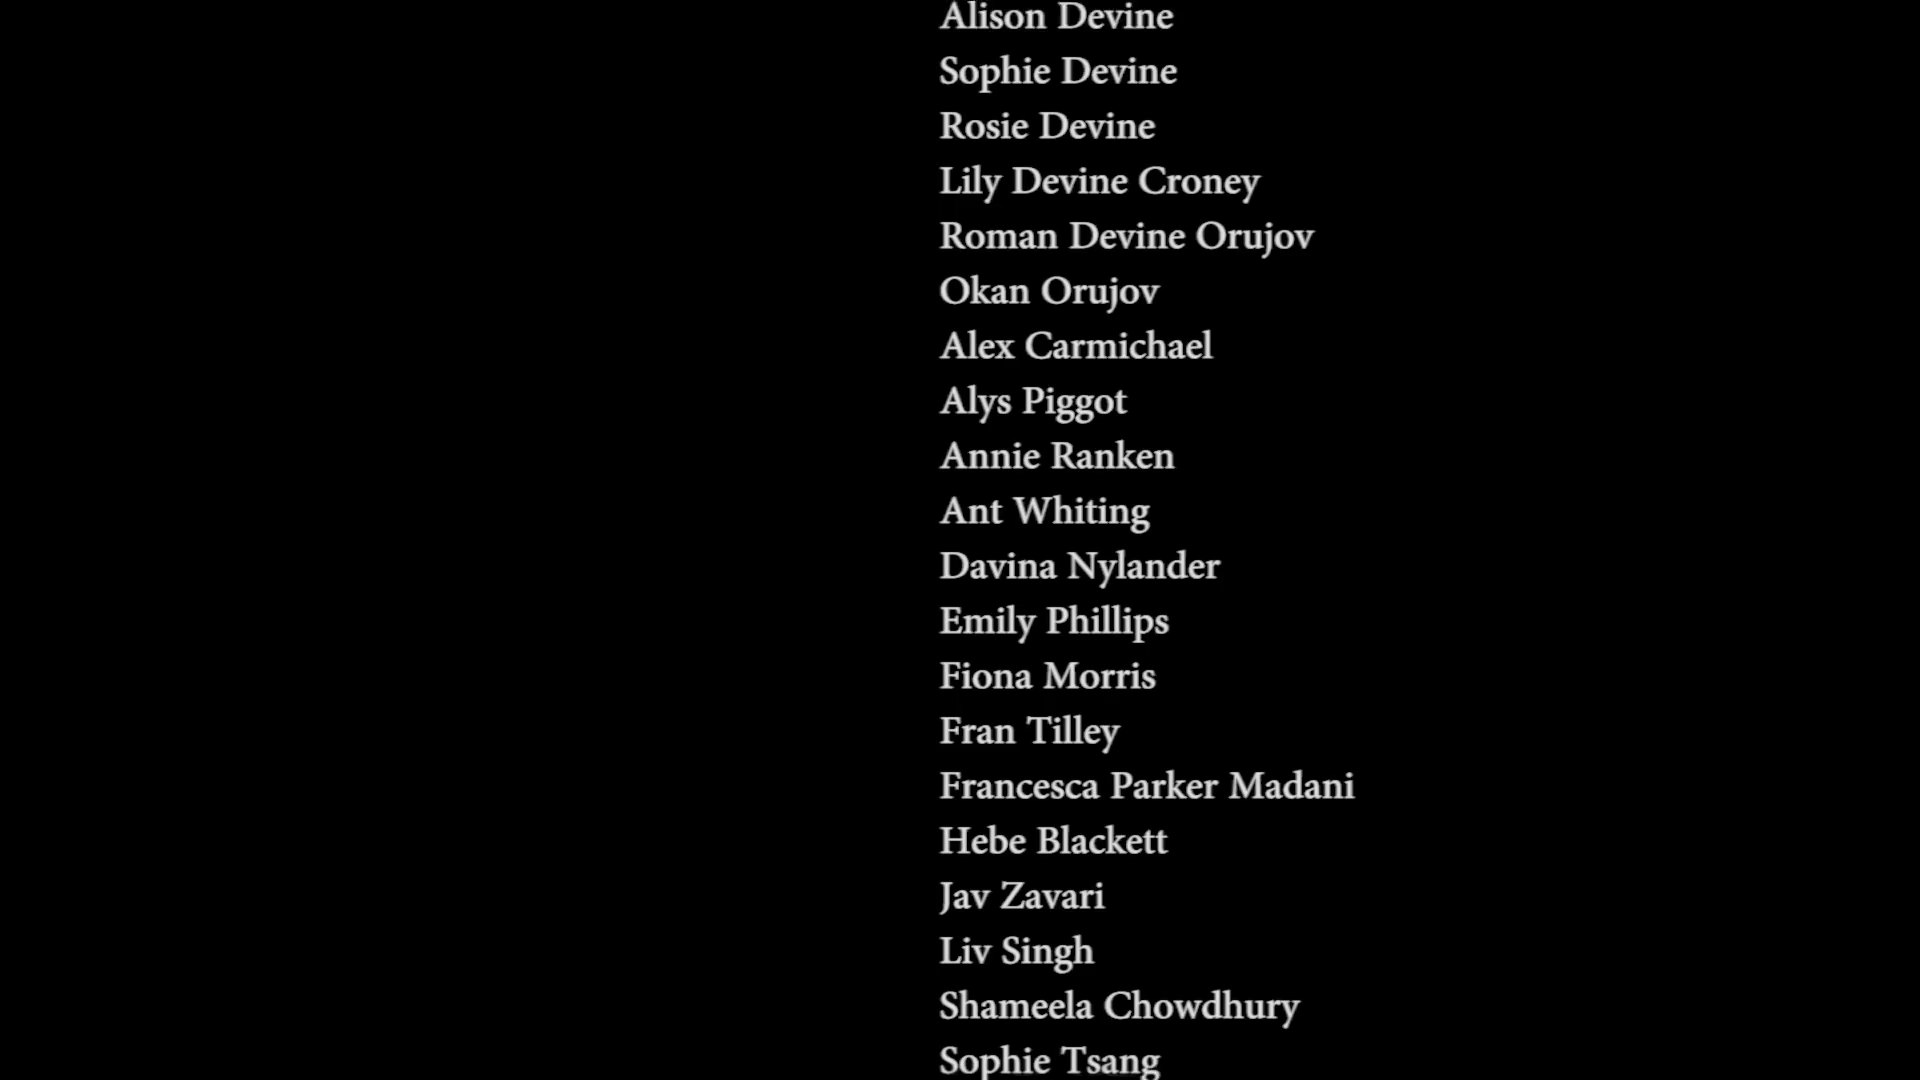 Alison Devine
Sophie Devine
Rosie Devine
Lily Devine Croney
Roman Devine Orujov
Okan Orujov
Alex Carmichael
Alys Piggot
Annie Ranken
Ant Whiting
Davina Nylander
Emily Phillips
Fiona Morris
Fran Tilley
Francesca Parker Madani
Hebe Blackett
Jav Zavari
Liv Singh
Shameela Chowdhury
Sophie Tsang